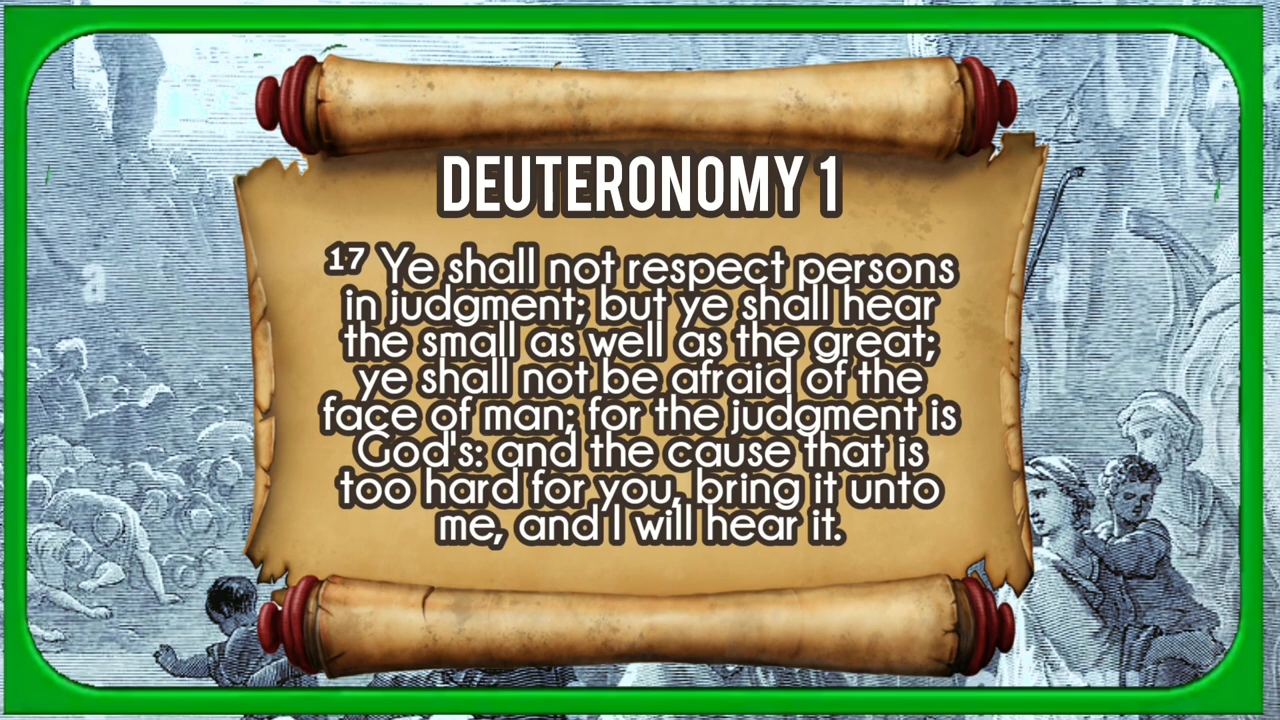 DEUTERONOMY 1
¹⁷ Ye shall not respect persons
in judgment; but ye shall hear
the small as well as the great;
ye shall not be afraid of the
face of man; for the judgment is
God's: and the cause that is
too hard for you, bring it unto
me, and I will hear it.
a